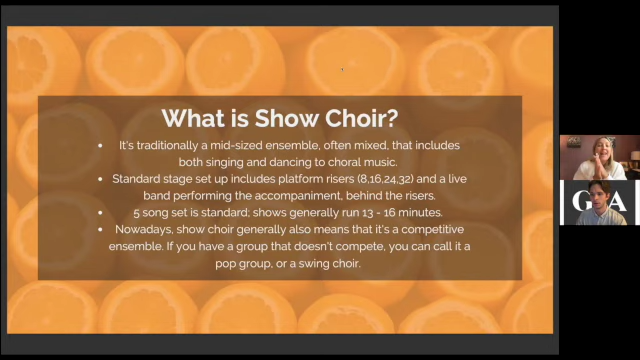 What is Show Choir?
• It's traditionally a mid-sized ensemble, often mixed, that includes
both singing and dancing to choral music.
• Standard stage set up includes platform risers (8,16,24,32) and a live
band performing the accompaniment, behind the risers.
• 5 song set is standard; shows generally run 13 - 16 minutes.
• Nowadays, show choir generally also means that it's a competitive
ensemble. If you have a group that doesn't compete, you can call it a
pop group, or a swing choir.